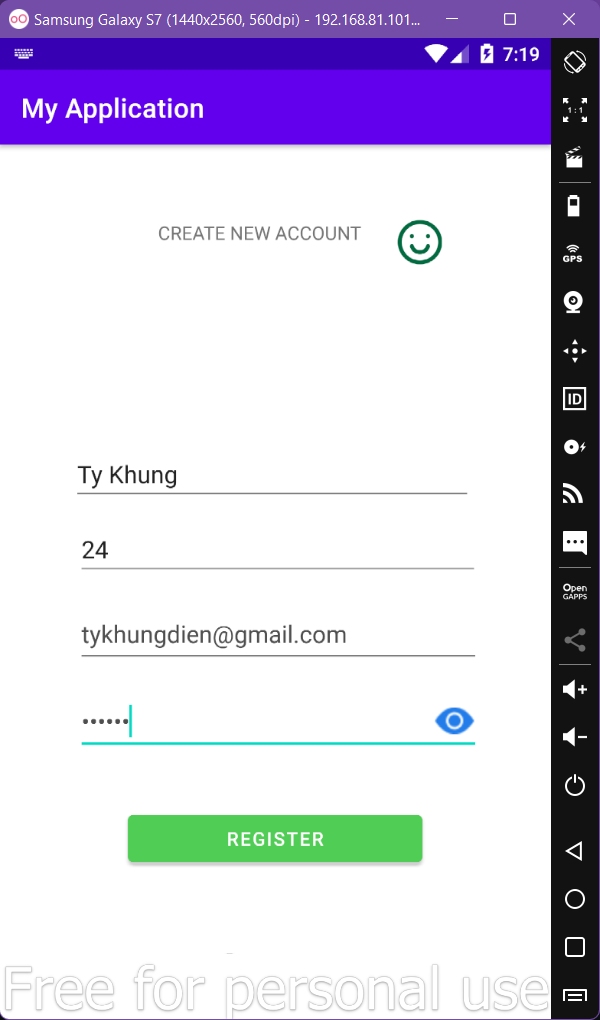 Samsung Galaxy S7 (1440x2560, 560dpi) - 192.168.81.101...
7:19
My Application
1:1
CREATE NEW ACCOUNT
GPS
ID
Ty Khung
24
Open
GAPPS
tykhungdien@gmail.com
••••••
REGISTER
Free for personal use